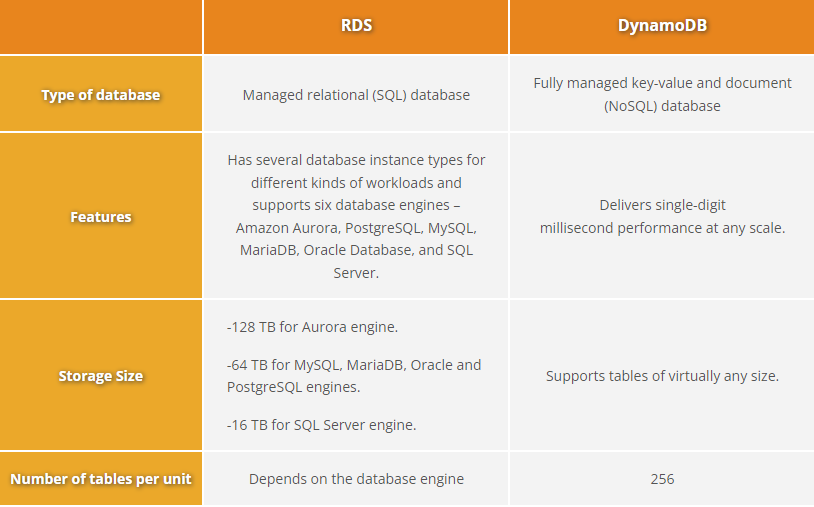 RDS
DynamoDB
Type of database
Managed relational (SQL) database
Fully managed key-value and document
(NoSQL) database
Features
Has several database instance types for
different kinds of workloads and
supports six database engines –
Amazon Aurora, PostgreSQL, MySQL,
MariaDB, Oracle Database, and SQL
Server.
Delivers single-digit
millisecond performance at any scale.
Storage Size
-128 TB for Aurora engine.
-64 TB for MySQL, MariaDB, Oracle and
PostgreSQL engines.
-16 TB for SQL Server engine.
Supports tables of virtually any size.
Number of tables per unit
Depends on the database engine
256